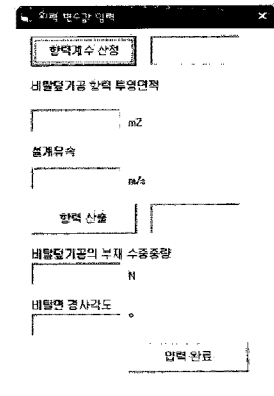 외력 변수값 입력
항력계수 산정
비탈덮기공 항력 투영면적
m2
설계유속
m/s
항력 산출
비탈덮기공의 부재 수중중량
N
비탈면 경사각도
°
입력 완료